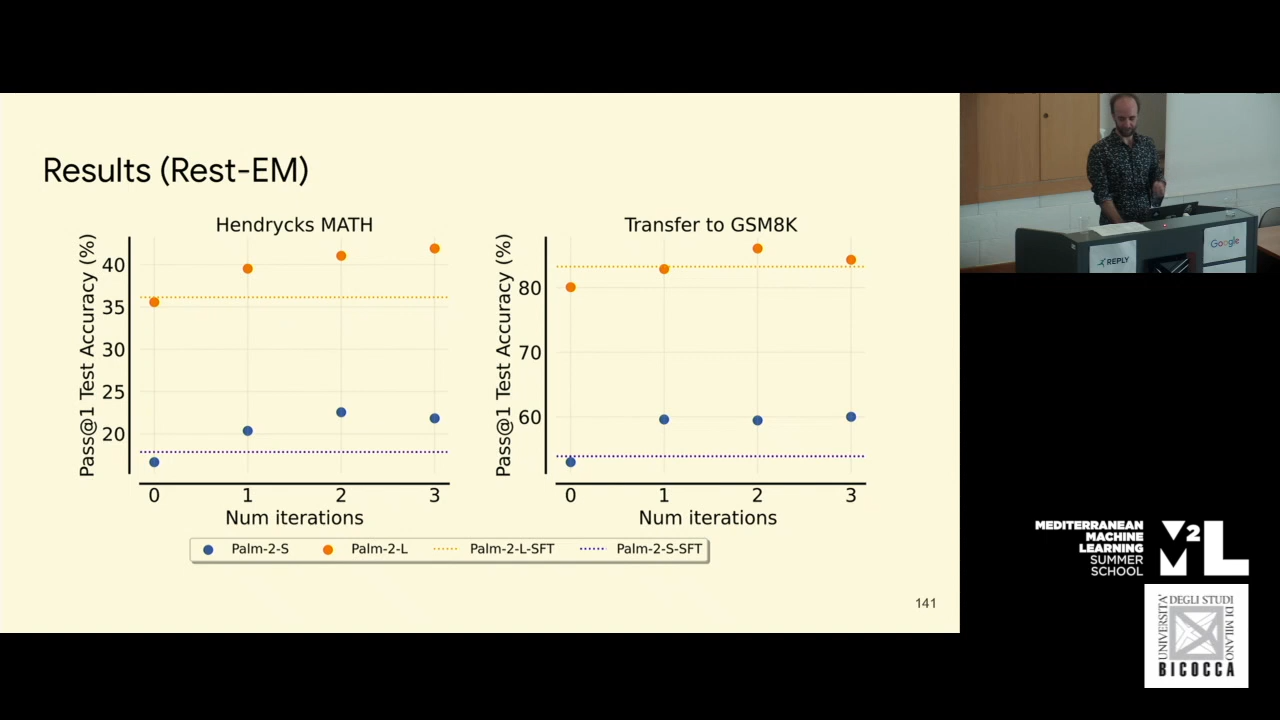 Results (Rest-EM)
Hendrycks MATH
Pass@1 Test Accuracy (%)
40
35
30
25
20
0 1 2 3
Num iterations
Transfer to GSM8K
Pass@1 Test Accuracy (%)
80
70
60
0 1 2 3
Num iterations
Palm-2-S Palm-2-L Palm-2-L-SFT Palm-2-S-SFT
141
REPLY
Google
MEDITERRANEAN
MACHINE
LEARNING
SUMMER
SCHOOL
M2L
UNIVERSITA'
DEGLI STUDI
DI MILANO
BICOCCA